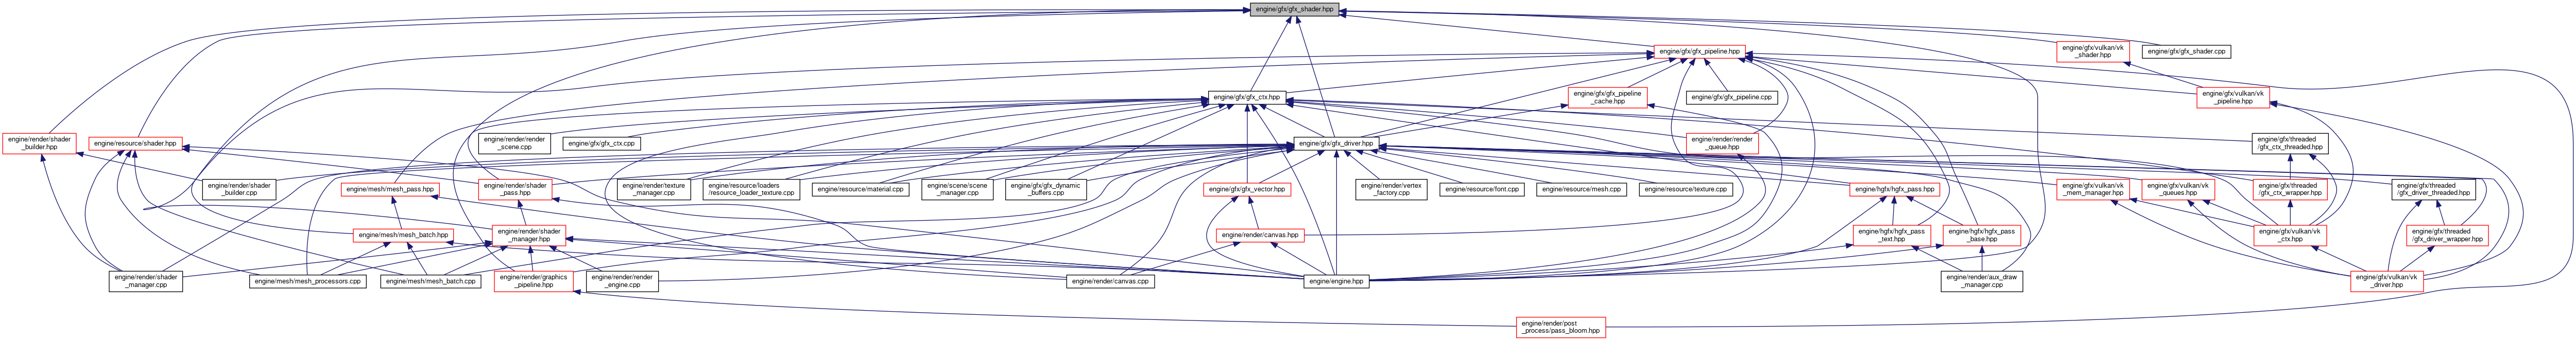 engine/gfx/gfx_shader.hpp
engine/gfx/gfx_pipeline.hpp
engine/gfx/vulkan/vk
_shader.hpp
engine/gfx/gfx_shader.cpp
engine/gfx/gfx_ctx.hpp
engine/gfx/gfx_pipeline
_cache.hpp
engine/gfx/gfx_pipeline.cpp
engine/gfx/vulkan/vk
_pipeline.hpp
engine/render/shader
_builder.hpp
engine/resource/shader.hpp
engine/render/render
_scene.cpp
engine/gfx/gfx_ctx.cpp
engine/gfx/gfx_driver.hpp
engine/render/render
_queue.hpp
engine/gfx/threaded
/gfx_ctx_threaded.hpp
engine/render/shader
_builder.cpp
engine/mesh/mesh_pass.hpp
engine/render/shader
_pass.hpp
engine/render/texture
_manager.cpp
engine/resource/loaders
/resource_loader_texture.cpp
engine/resource/material.cpp
engine/scene/scene
_manager.cpp
engine/gfx/gfx_dynamic
_buffers.cpp
engine/gfx/gfx_vector.hpp
engine/render/vertex
_factory.cpp
engine/resource/font.cpp
engine/resource/mesh.cpp
engine/resource/texture.cpp
engine/hgfx/hgfx_pass.hpp
engine/gfx/vulkan/vk
_mem_manager.hpp
engine/gfx/vulkan/vk
_queues.hpp
engine/gfx/threaded
/gfx_ctx_wrapper.hpp
engine/gfx/threaded
/gfx_driver_threaded.hpp
engine/mesh/mesh_batch.hpp
engine/render/shader
_manager.hpp
engine/render/canvas.hpp
engine/hgfx/hgfx_pass
_text.hpp
engine/hgfx/hgfx_pass
_base.hpp
engine/gfx/vulkan/vk
_ctx.hpp
engine/gfx/threaded
/gfx_driver_wrapper.hpp
engine/render/shader
_manager.cpp
engine/mesh/mesh_processors.cpp
engine/mesh/mesh_batch.cpp
engine/render/graphics
_pipeline.hpp
engine/render/render
_engine.cpp
engine/render/canvas.cpp
engine/engine.hpp
engine/render/aux_draw
_manager.cpp
engine/gfx/vulkan/vk
_driver.hpp
engine/render/post
_process/pass_bloom.hpp